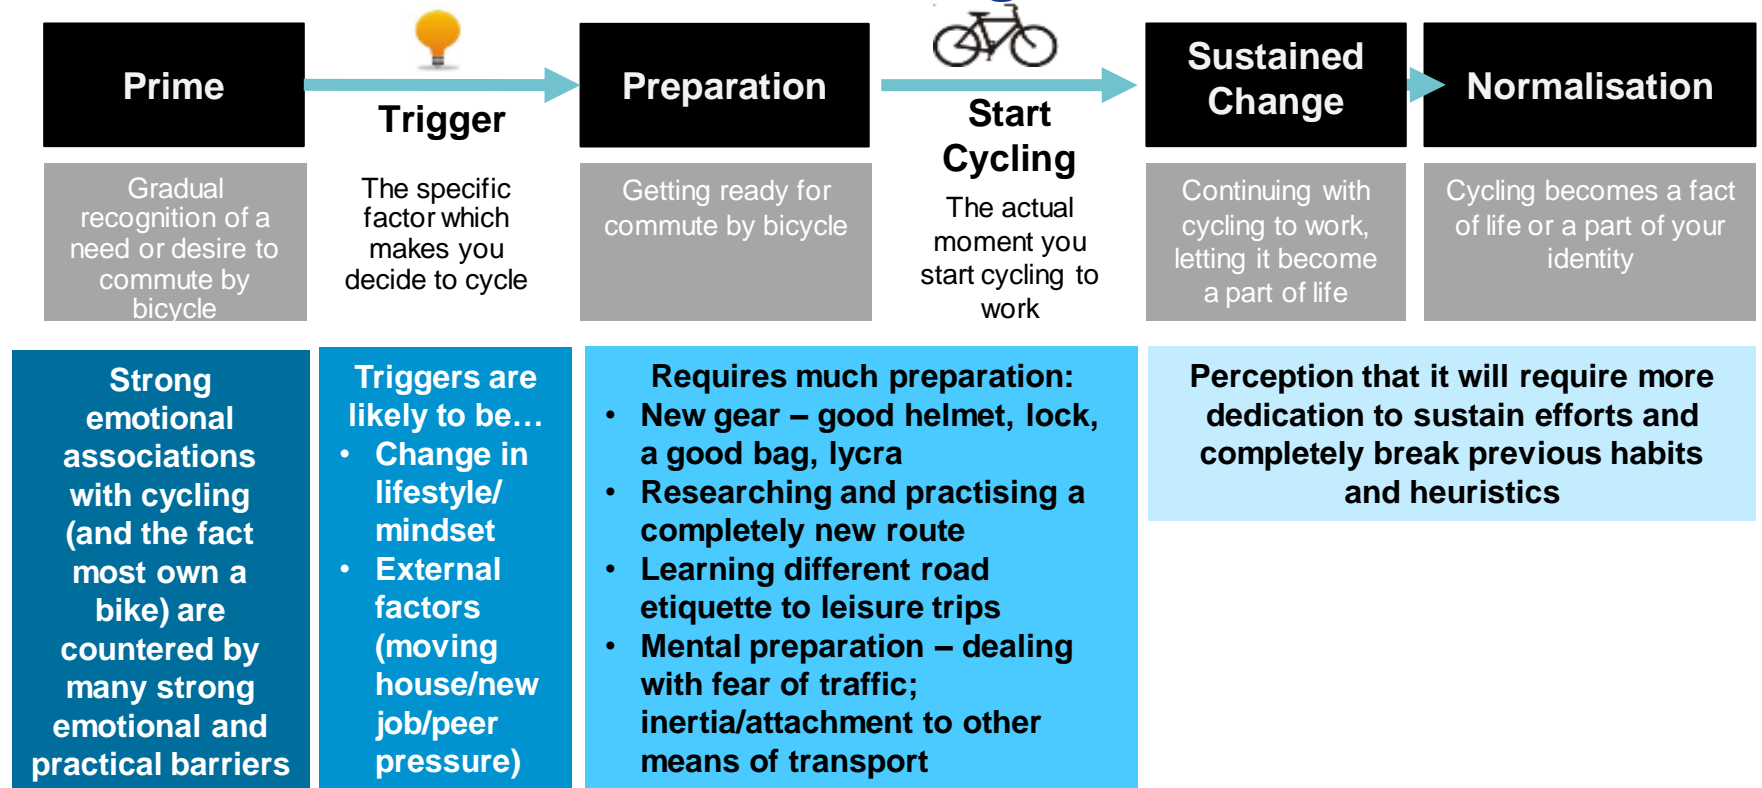 Prime
Trigger
Preparation
Start
Cycling
Sustained
Change
Normalisation
Gradual
recognition of a
need or desire to
commute by
bicycle
The specific
factor which
makes you
decide to cycle
Getting ready for
commute by bicycle
The actual
moment you
start cycling to
work
Continuing with
cycling to work,
letting it become
a part of life
Cycling becomes a fact
of life or a part of your
identity
Strong
emotional
associations
with cycling
(and the fact
most own a
bike) are
countered by
many strong
emotional and
practical barriers
Triggers are
likely to be…
• Change in
lifestyle/
mindset
• External
factors
(moving
house/new
job/peer
pressure)
Requires much preparation:
• New gear – good helmet, lock,
a good bag, lycra
• Researching and practising a
completely new route
• Learning different road
etiquette to leisure trips
• Mental preparation – dealing
with fear of traffic;
inertia/attachment to other
means of transport
Perception that it will require more
dedication to sustain efforts and
completely break previous habits
and heuristics